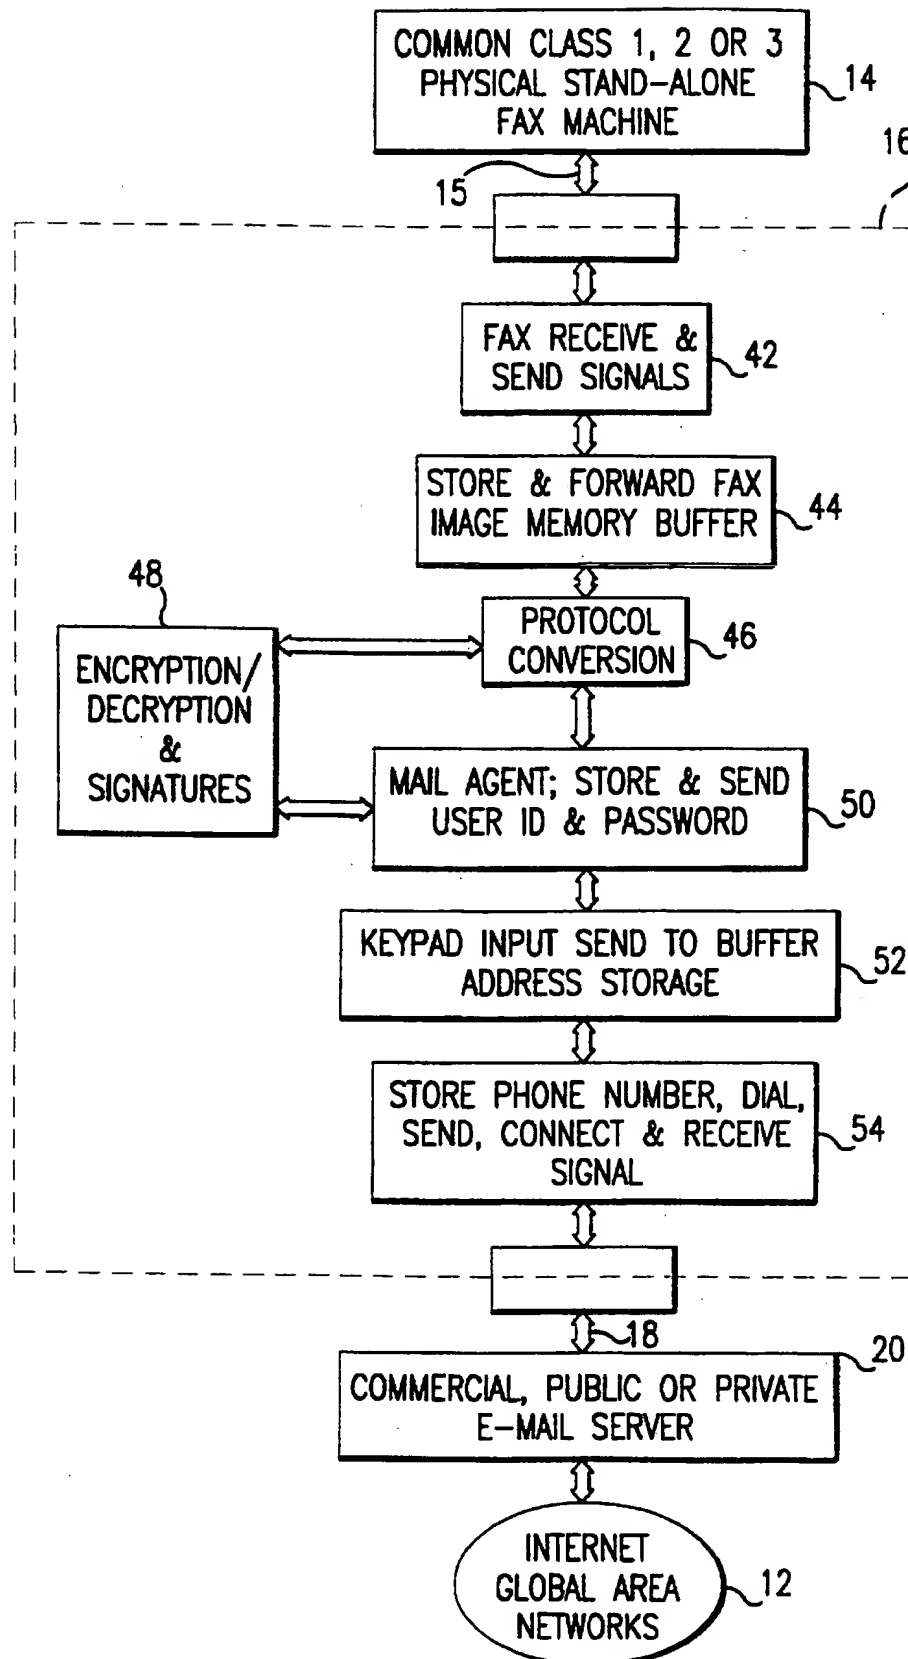 COMMON CLASS 1, 2 OR 3
PHYSICAL STAND-ALONE
FAX MACHINE
14
16
15
FAX RECEIVE &
SEND SIGNALS
42
STORE & FORWARD FAX
IMAGE MEMORY BUFFER
44
48
PROTOCOL
CONVERSION
46
ENCRYPTION/
DECRYPTION
&
SIGNATURES
MAIL AGENT; STORE & SEND
USER ID & PASSWORD
50
KEYPAD INPUT SEND TO BUFFER
ADDRESS STORAGE
52
STORE PHONE NUMBER, DIAL,
SEND, CONNECT & RECEIVE
SIGNAL
54
18
20
COMMERCIAL, PUBLIC OR PRIVATE
E-MAIL SERVER
INTERNET
GLOBAL AREA
NETWORKS
12